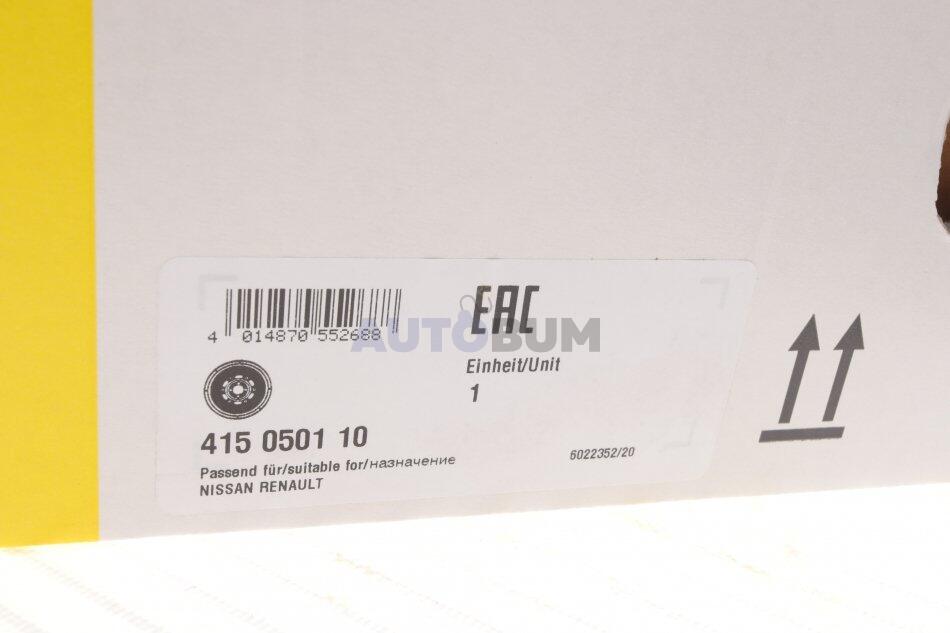 EAC
4 014870 552688
AUTOBUM
Einheit/Unit
1
415 0501 10
Passend für/suitable for/назначение
NISSAN RENAULT
6022352/20